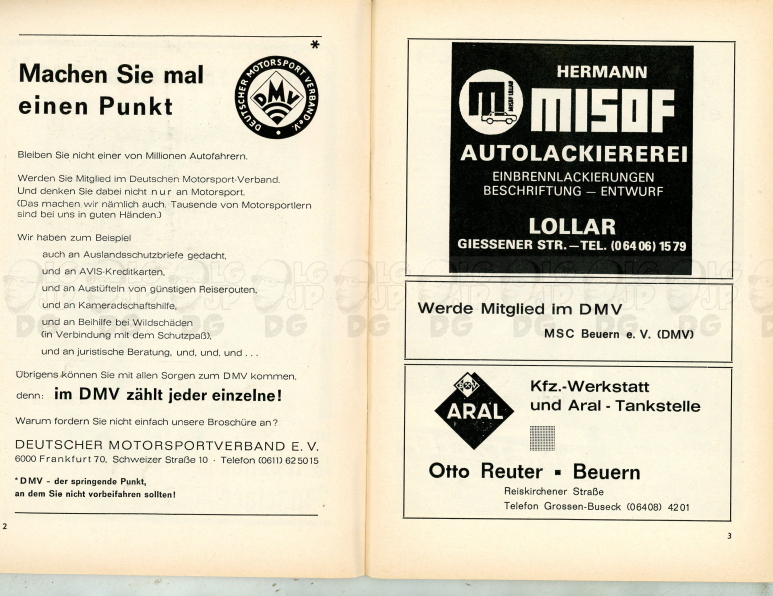 *
Machen Sie mal
einen Punkt
DEUTSCHER MOTORSPORT VERBAND e.V.
DMV
Bleiben Sie nicht einer von Millionen Autofahrern.
Werden Sie Mitglied im Deutschen Motorsport-Verband.
Und denken Sie dabei nicht nur an Motorsport.
(Das machen wir nämlich auch. Tausende von Motorsportlern
sind bei uns in guten Händen.)
Wir haben zum Beispiel
auch an Auslandsschutzbriefe gedacht,
und an AVIS-Kreditkarten,
und an Austüfteln von günstigen Reiserouten,
und an Kameradschaftshilfe,
und an Beihilfe bei Wildschäden
(in Verbindung mit dem Schutzpaß),
und an juristische Beratung, und, und, und . . .
Übrigens können Sie mit allen Sorgen zum DMV kommen,
denn: im DMV zählt jeder einzelne!
Warum fordern Sie nicht einfach unsere Broschüre an?
DEUTSCHER MOTORSPORTVERBAND E. V.
6000 Frankfurt 70, Schweizer Straße 10 · Telefon (0611) 625015
*DMV - der springende Punkt,
an dem Sie nicht vorbeifahren sollten!
2
HERMANN
MISOF
MISOF LOLLAR
AUTOLACKIEREREI
EINBRENNLACKIERUNGEN
BESCHRIFTUNG — ENTWURF
LOLLAR
GIESSENER STR. — TEL. (06406) 1579
Werde Mitglied im DMV
MSC Beuern e. V. (DMV)
BV
ARAL
Kfz.-Werkstatt
und Aral - Tankstelle
Otto Reuter ▪ Beuern
Reiskirchener Straße
Telefon Grossen-Buseck (06408) 4201
3
LG
JP
DG